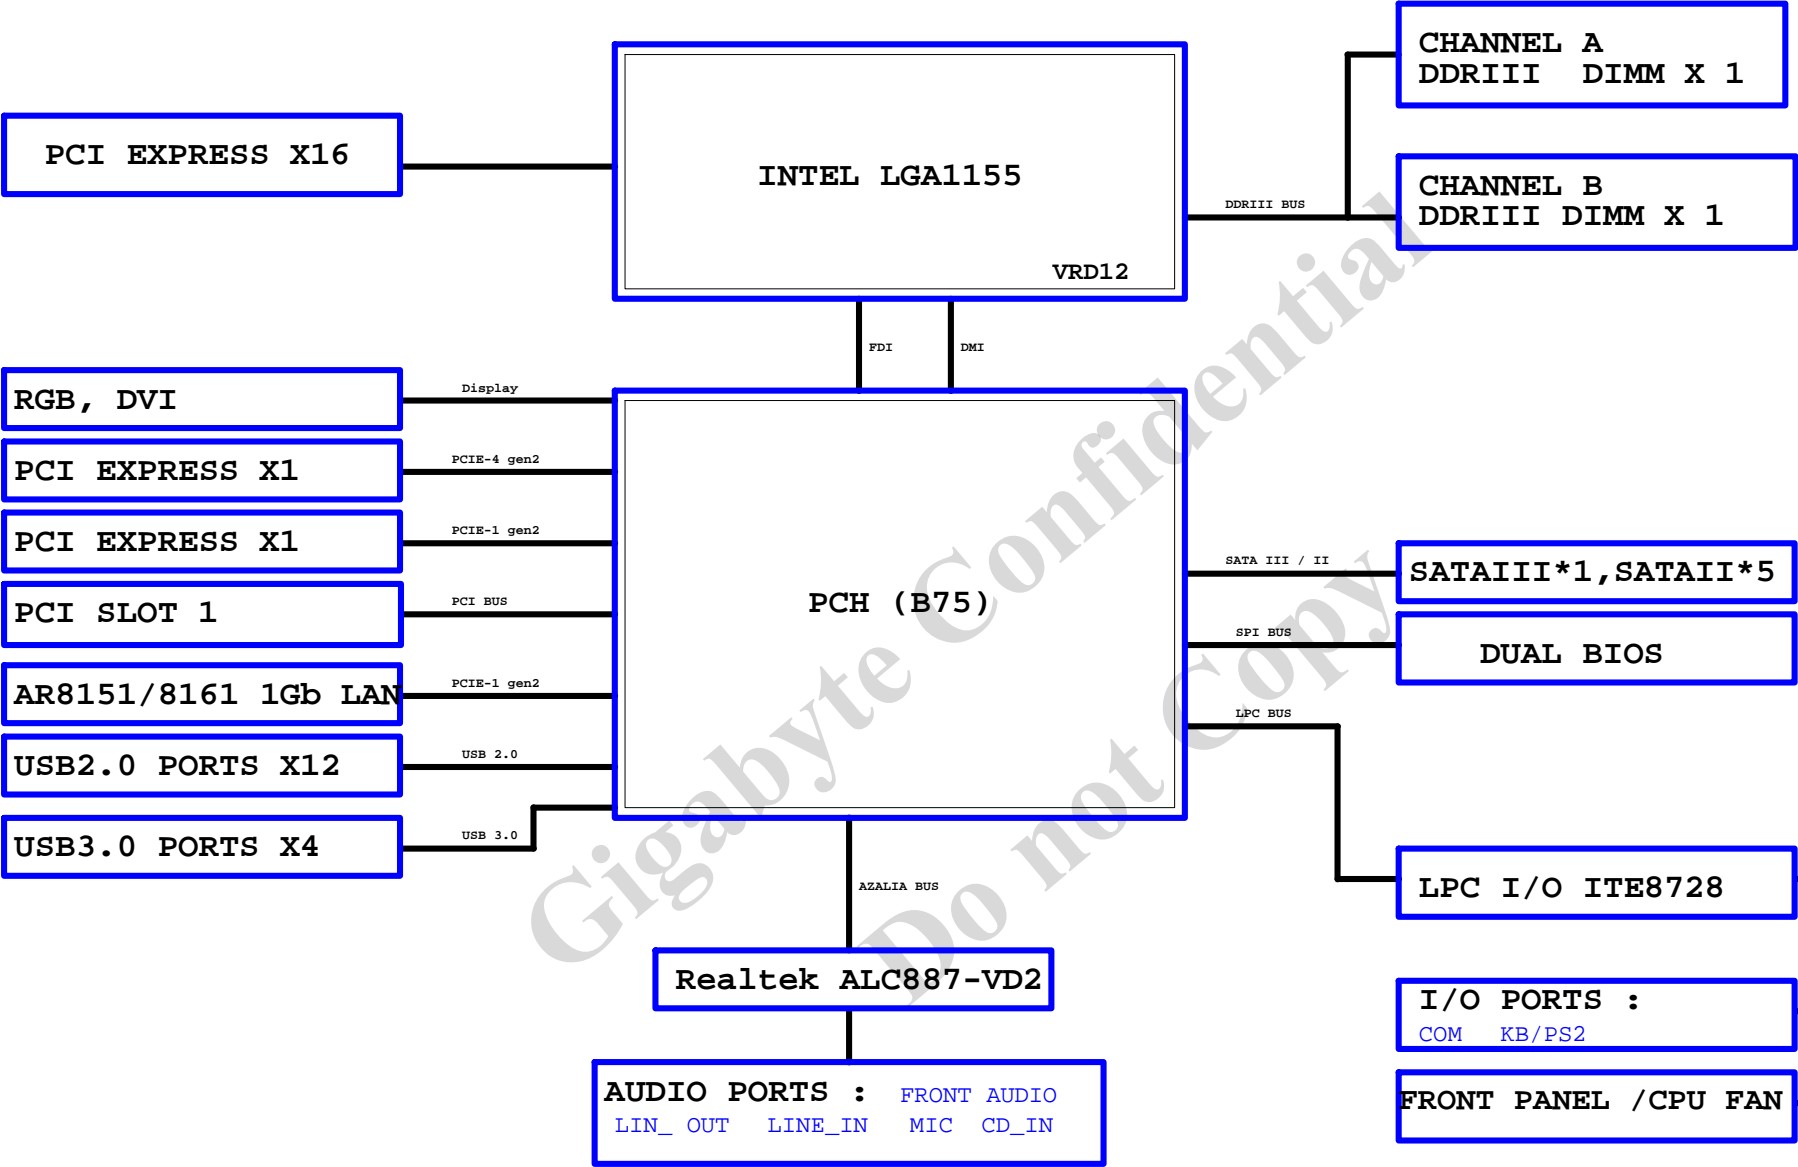 CHANNEL A
DDRIII DIMM X 1
PCI EXPRESS X16
INTEL LGA1155
VRD12
DDRIII BUS
CHANNEL B
DDRIII DIMM X 1
FDI
DMI
RGB, DVI
Display
PCI EXPRESS X1
PCIE-4 gen2
PCI EXPRESS X1
PCIE-1 gen2
PCI SLOT 1
PCI BUS
AR8151/8161 1Gb LAN
PCIE-1 gen2
USB2.0 PORTS X12
USB 2.0
USB3.0 PORTS X4
USB 3.0
PCH (B75)
SATA III / II
SATAIII*1,SATAII*5
SPI BUS
DUAL BIOS
LPC BUS
LPC I/O ITE8728
AZALIA BUS
Realtek ALC887-VD2
AUDIO PORTS : FRONT AUDIO
LIN_ OUT LINE_IN MIC CD_IN
I/O PORTS :
COM KB/PS2
FRONT PANEL /CPU FAN
Gigabyte Confidential
Do not Copy